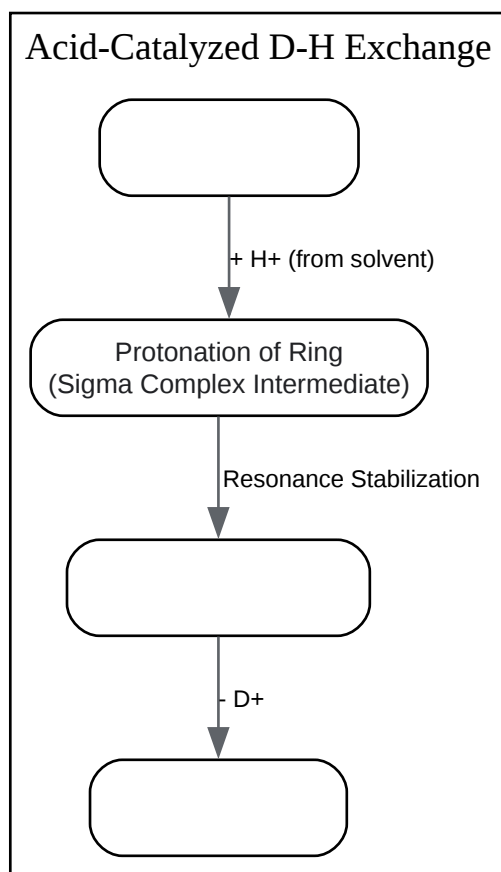 Acid-Catalyzed D-H Exchange
+ H+ (from solvent)
Protonation of Ring
(Sigma Complex Intermediate)
Resonance Stabilization
- D+